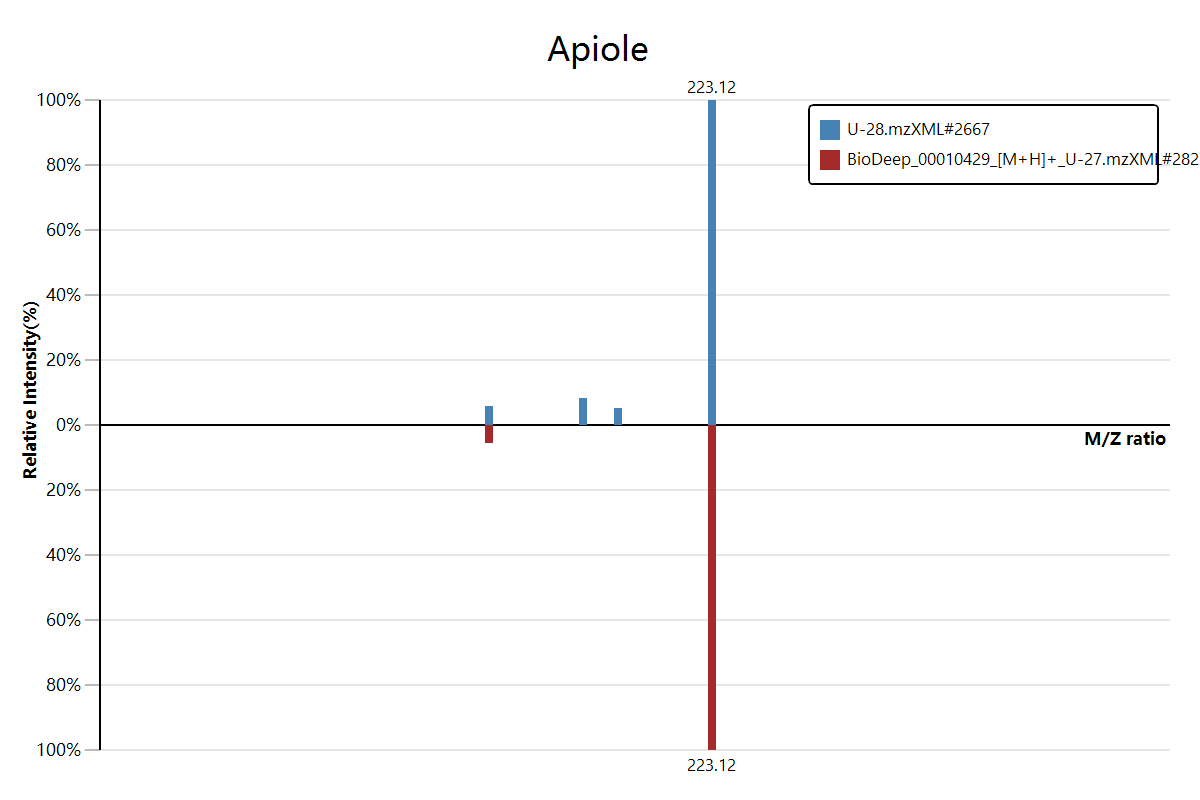 Apiole
223.12
100%
80%
60%
40%
20%
0%
20%
40%
60%
80%
100%
Relative Intensity(%)
U-28.mzXML#2667
BioDeep_00010429_[M+H]+_U-27.mzXML#282
M/Z ratio
223.12